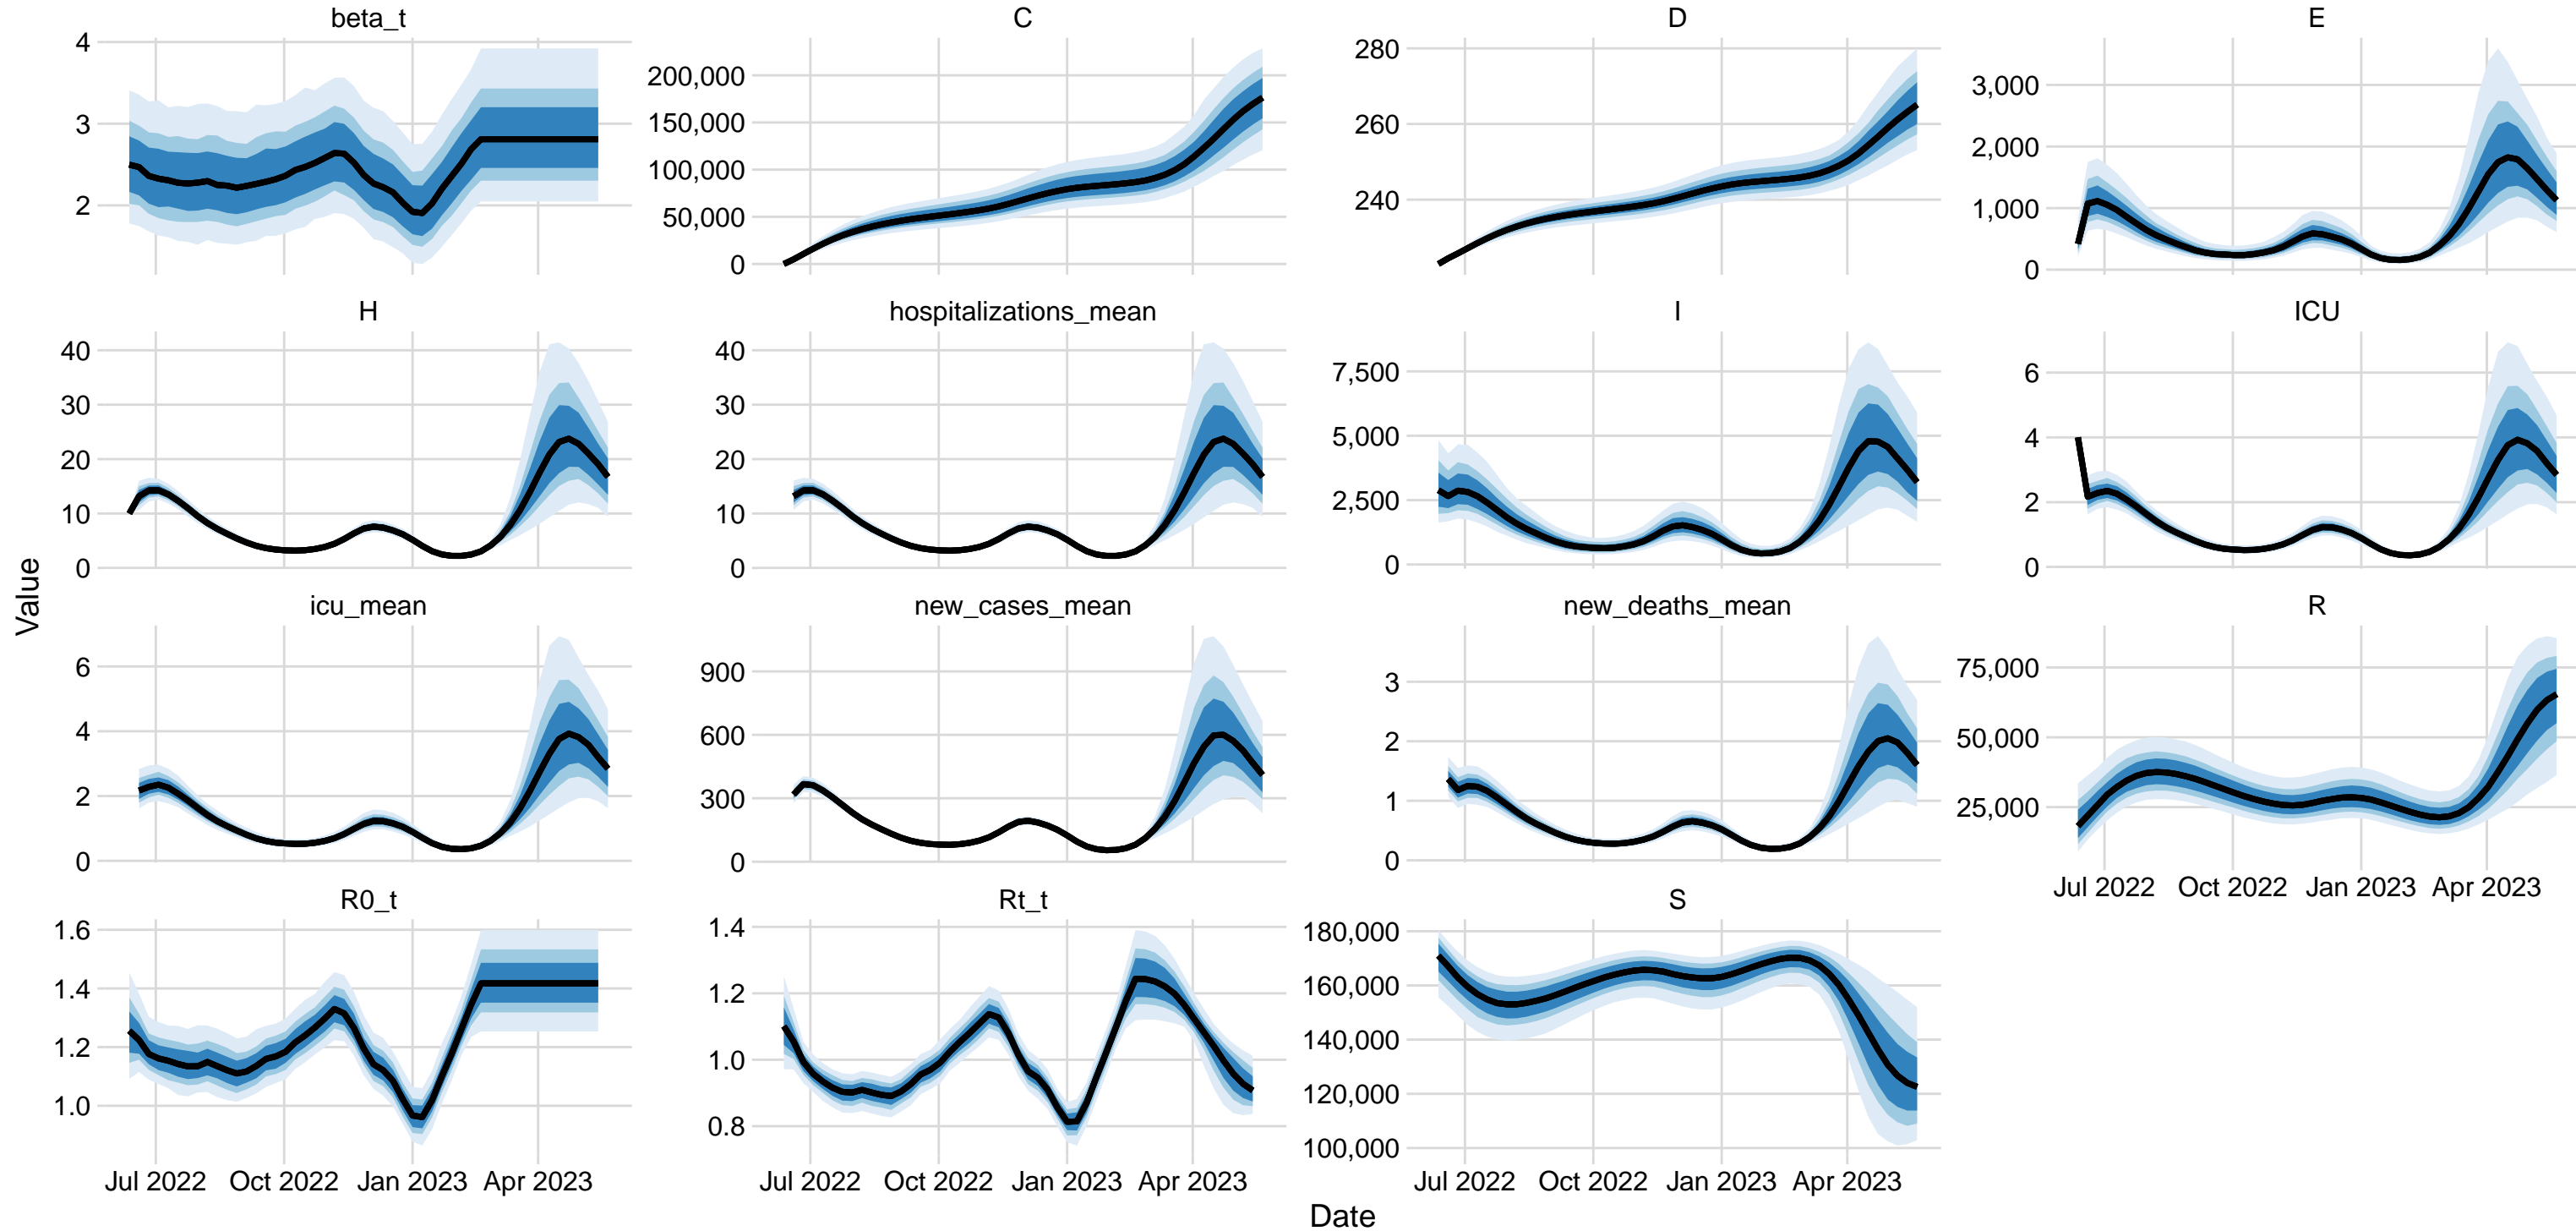 beta_t
C
D
E
4
3
2
200,000
150,000
100,000
50,000
0
280
260
240
3,000
2,000
1,000
0
H
hospitalizations_mean
I
ICU
40
30
20
10
0
40
30
20
10
0
7,500
5,000
2,500
0
6
4
2
0
Value
icu_mean
new_cases_mean
new_deaths_mean
R
6
4
2
0
900
600
300
0
3
2
1
0
75,000
50,000
25,000
Jul 2022 Oct 2022 Jan 2023 Apr 2023
R0_t
Rt_t
S
1.6
1.4
1.2
1.0
1.4
1.2
1.0
0.8
180,000
160,000
140,000
120,000
100,000
Jul 2022 Oct 2022 Jan 2023 Apr 2023
Jul 2022 Oct 2022 Jan 2023 Apr 2023
Jul 2022 Oct 2022 Jan 2023 Apr 2023
Date